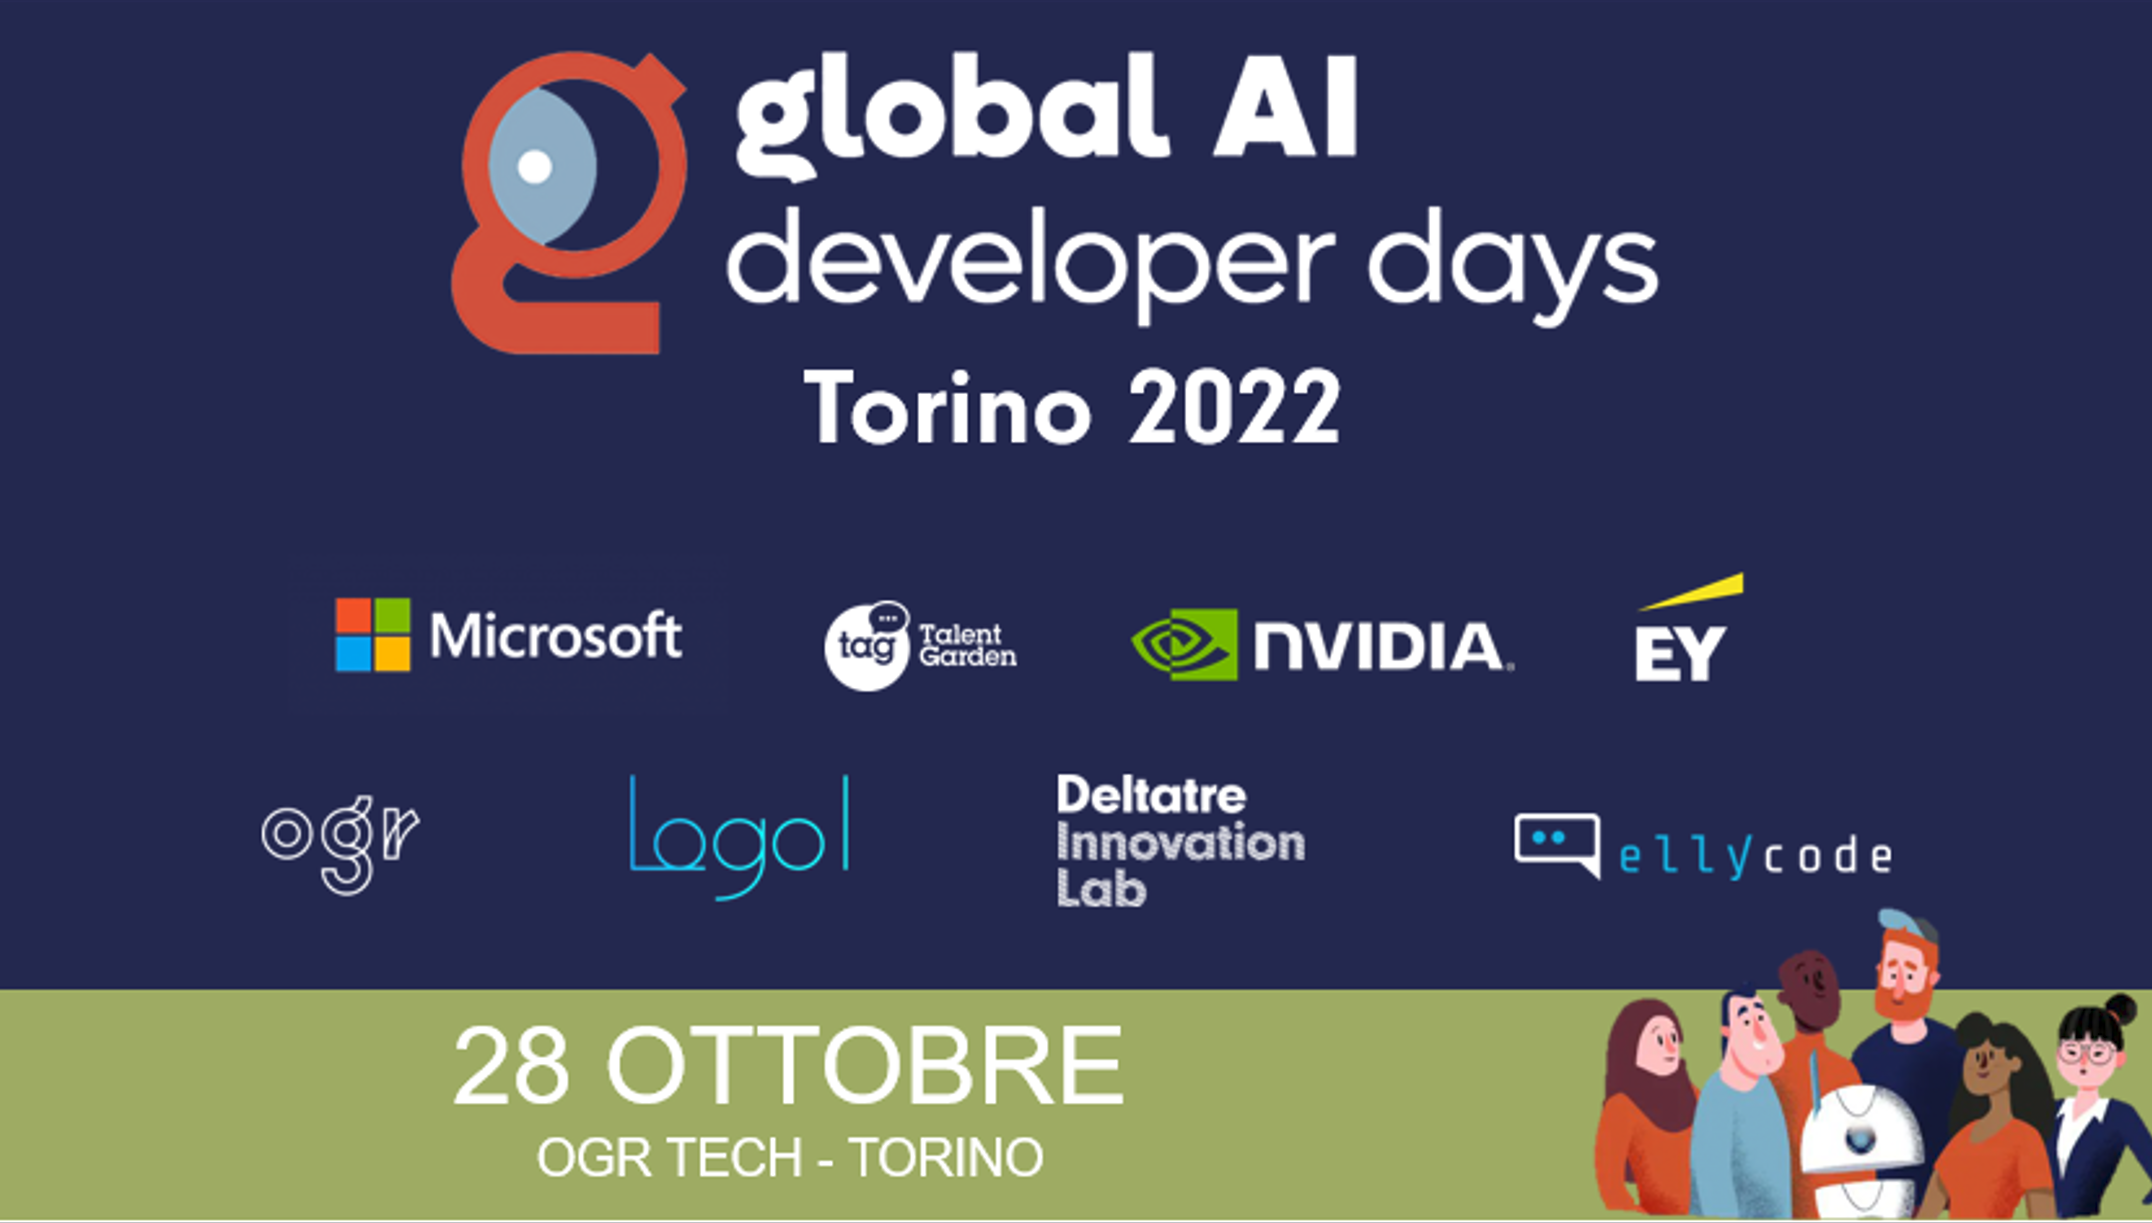 global AI
developer days
Torino 2022
Microsoft
tag
Talent
Garden
NVIDIA.
EY
ogr
Logol
Deltatre
Innovation
Lab
ellycode
28 OTTOBRE
OGR TECH - TORINO